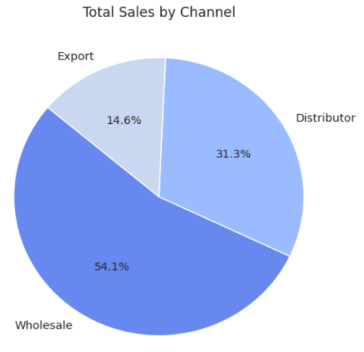 Total Sales by Channel
Export
Distributor
14.6%
31.3%
54.1%
Wholesale